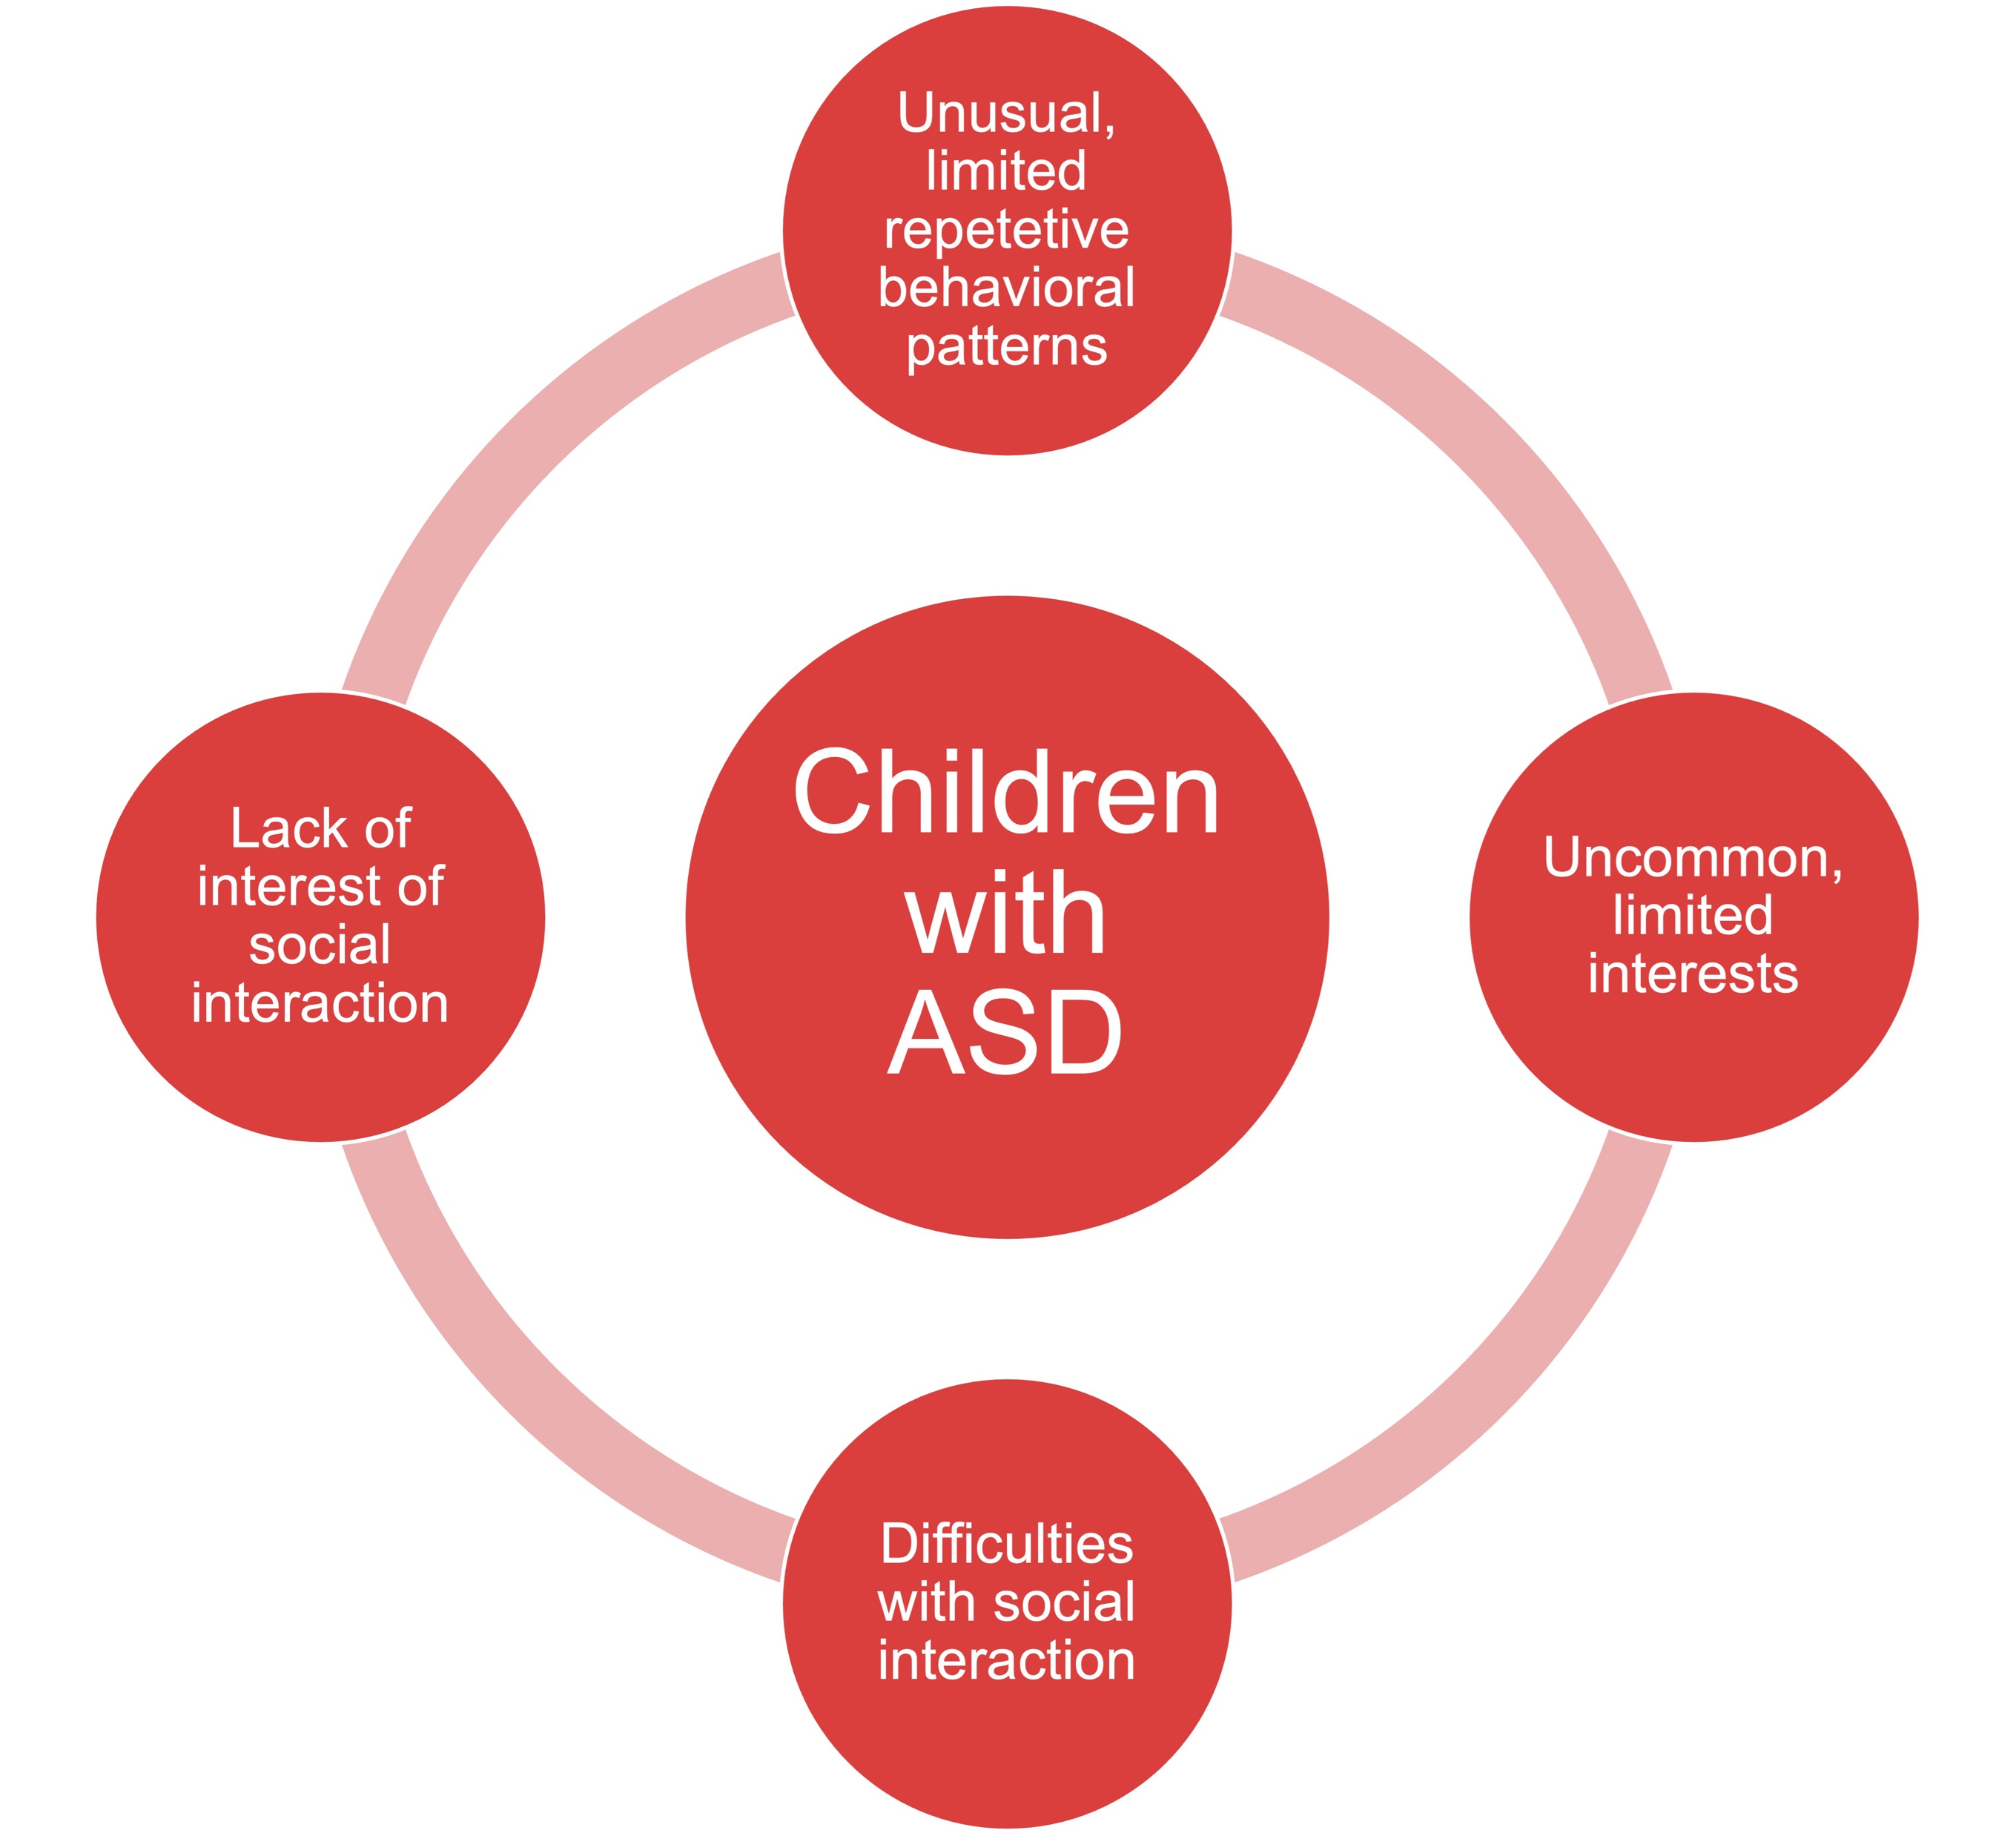 Unusual,
limited
repetetive
behavioral
patterns
Lack of
interest of
social
interaction
Children
with
ASD
Uncommon,
limited
interests
Difficulties
with social
interaction